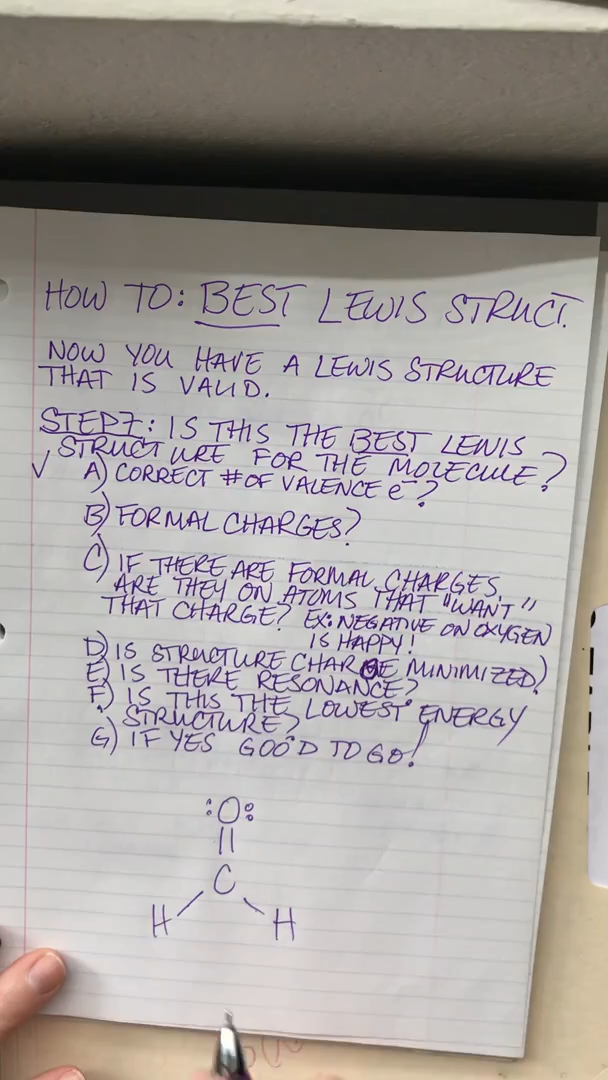 HOW TO: BEST LEWIS STRUCT.
NOW YOU HAVE A LEWIS STRUCTURE
THAT IS VALID.
STEP 7: IS THIS THE BEST LEWIS
STRUCTURE FOR THE MOLECULE?
✓ A) CORRECT # OF VALENCE e⁻?
B) FORMAL CHARGES?
C) IF THERE ARE FORMAL CHARGES,
ARE THEY ON ATOMS THAT "WANT"
THAT CHARGE? EX: NEGATIVE ON OXYGEN
IS HAPPY!
D) IS STRUCTURE CHARGE MINIMIZED?
E) IS THERE RESONANCE?
F) IS THIS THE LOWEST ENERGY
STRUCTURE?
G) IF YES GOOD TO GO!
:O:
||
C
H H